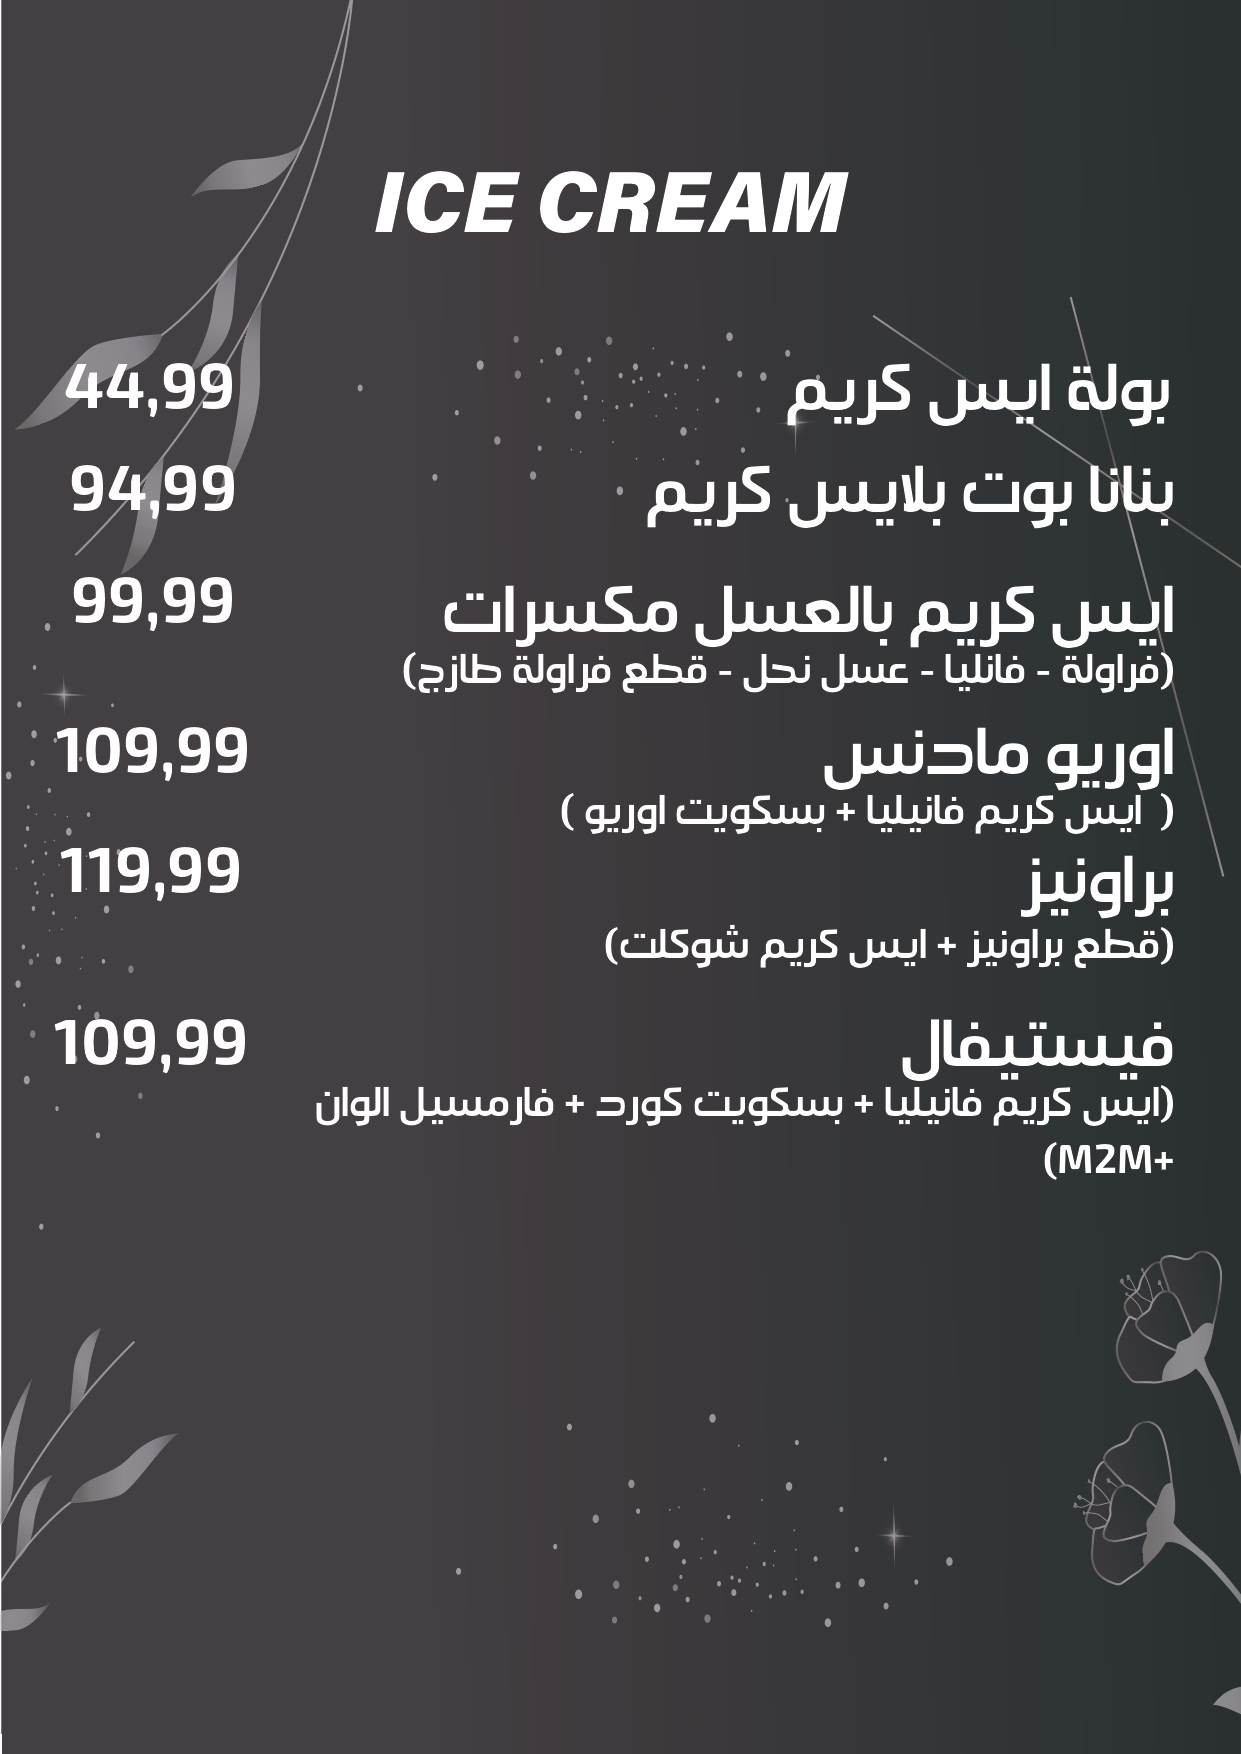 ICE CREAM
بولة ايس كريم 44,99
بنانا بوت بلايس كريم 94,99
ايس كريم بالعسل مكسرات 99,99
(فراولة - فانليا - عسل نحل - قطع فراولة طازج)
اوريو مادنس 109,99
( ايس كريم فانيليا + بسكويت اوريو )
براونيز 119,99
(قطع براونيز + ايس كريم شوكلت)
فيستيفال 109,99
(ايس كريم فانيليا + بسكويت كورد + فارمسيل الوان
+M2M)